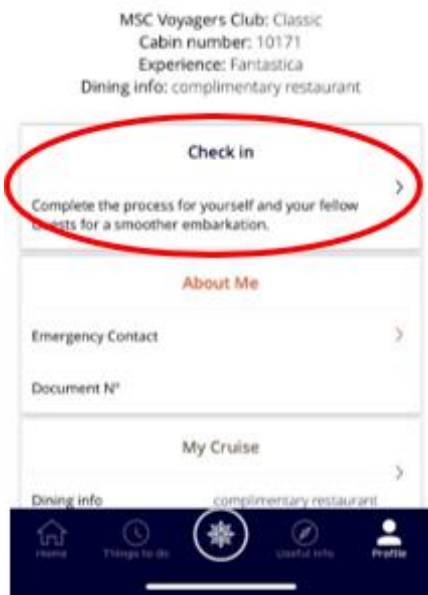 MSC Voyagers Club: Classic
Cabin number: 10171
Experience: Fantastica
Dining info: complimentary restaurant
Check in
Complete the process for yourself and your fellow
guests for a smoother embarkation.
About Me
Emergency Contact
Document N°
My Cruise
Dining info complimentary restaurant
Home Things to do Useful Info Profile